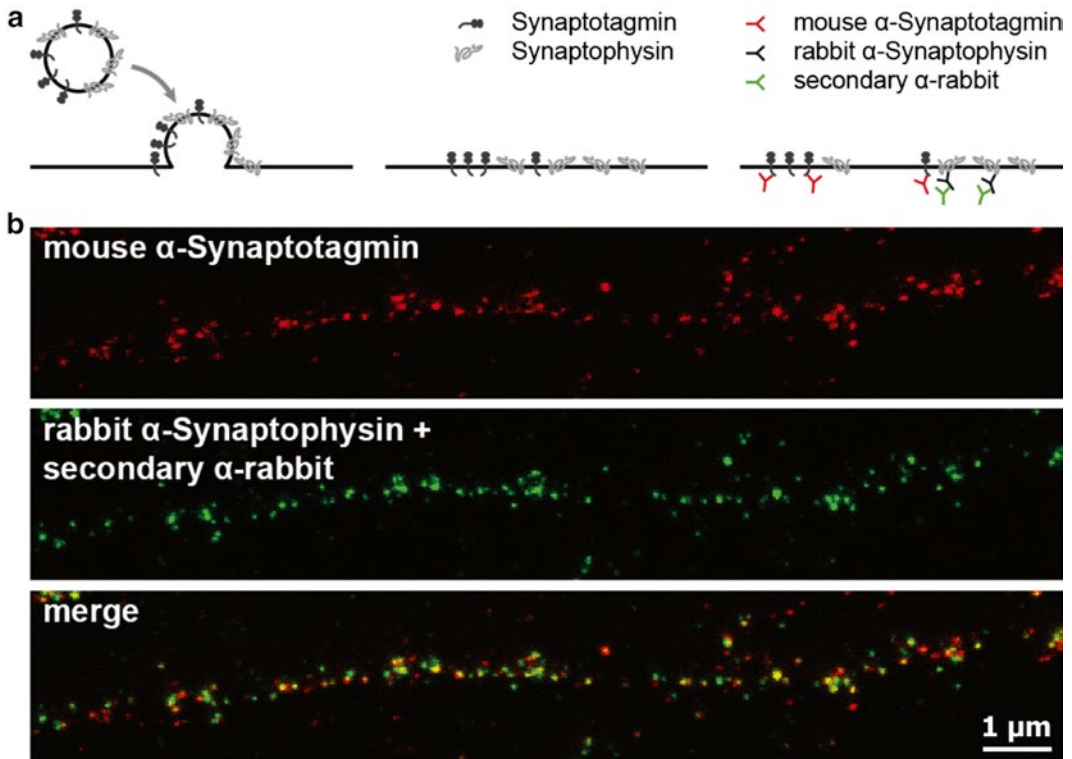 a
Synaptotagmin
Synaptophysin
mouse α-Synaptotagmin
rabbit α-Synaptophysin
secondary α-rabbit
b
mouse α-Synaptotagmin
rabbit α-Synaptophysin +
secondary α-rabbit
merge
1 µm